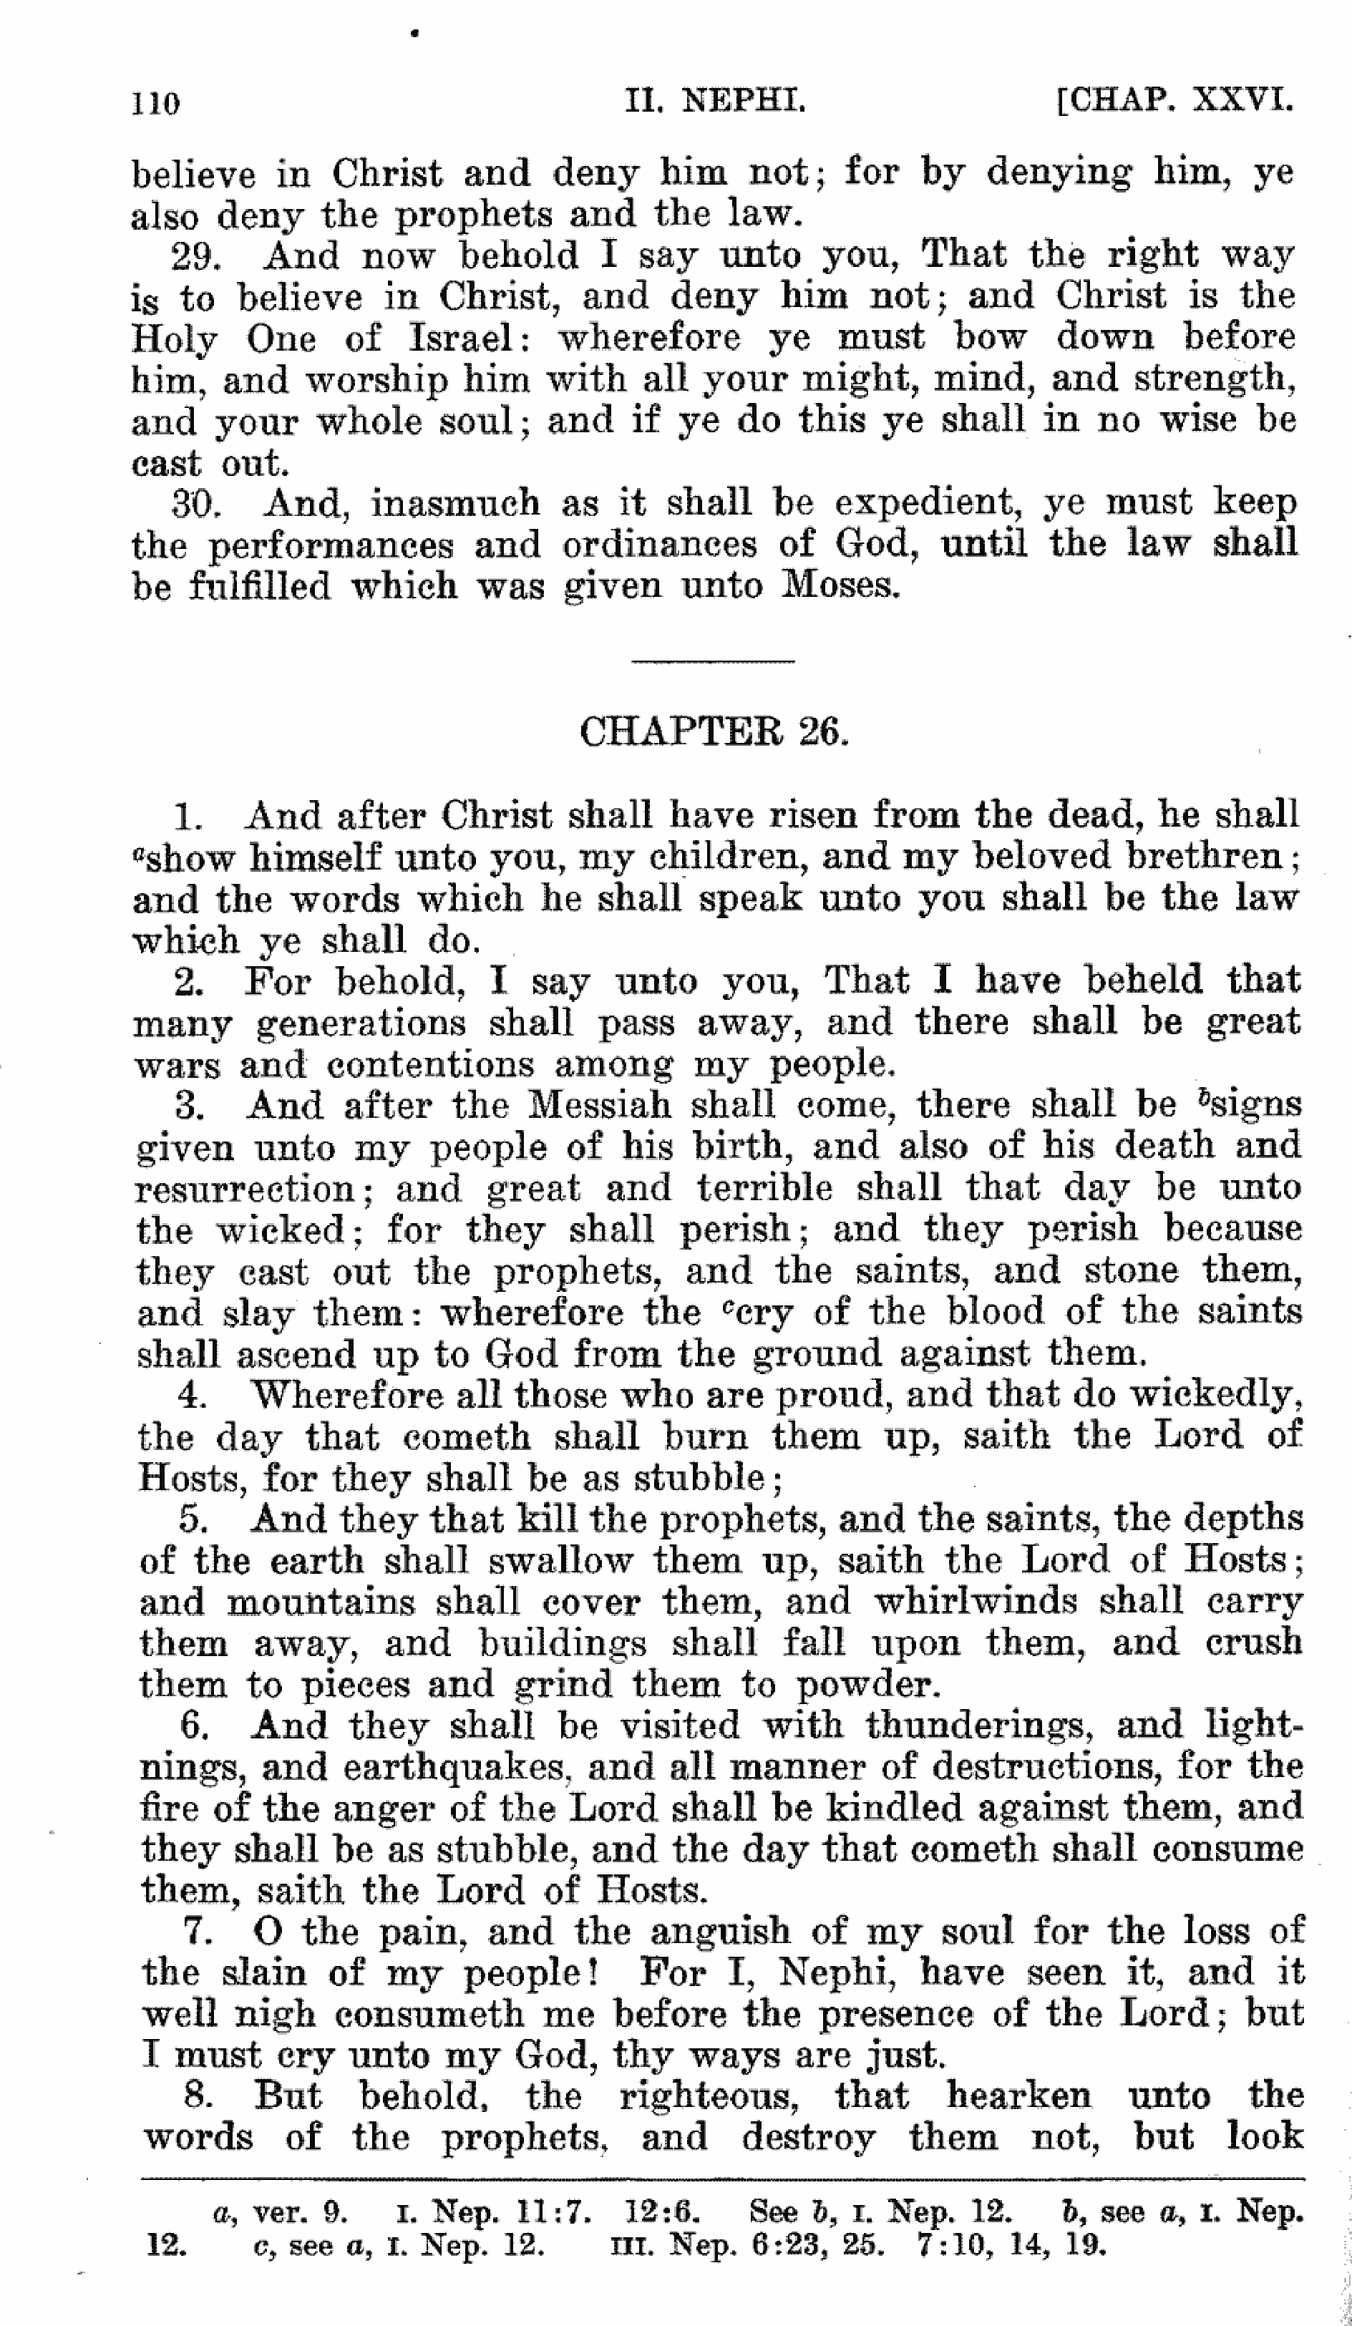 110 II. NEPHI. [CHAP. XXVI.
believe in Christ and deny him not; for by denying him, ye
also deny the prophets and the law.
29. And now behold I say unto you, That the right way
is to believe in Christ, and deny him not; and Christ is the
Holy One of Israel: wherefore ye must bow down before
him, and worship him with all your might, mind, and strength,
and your whole soul; and if ye do this ye shall in no wise be
cast out.
30. And, inasmuch as it shall be expedient, ye must keep
the performances and ordinances of God, until the law shall
be fulfilled which was given unto Moses.
CHAPTER 26.
1. And after Christ shall have risen from the dead, he shall
ᵃshow himself unto you, my children, and my beloved brethren;
and the words which he shall speak unto you shall be the law
which ye shall do.
2. For behold, I say unto you, That I have beheld that
many generations shall pass away, and there shall be great
wars and contentions among my people.
3. And after the Messiah shall come, there shall be ᵇsigns
given unto my people of his birth, and also of his death and
resurrection; and great and terrible shall that day be unto
the wicked; for they shall perish; and they perish because
they cast out the prophets, and the saints, and stone them,
and slay them: wherefore the ᶜcry of the blood of the saints
shall ascend up to God from the ground against them.
4. Wherefore all those who are proud, and that do wickedly,
the day that cometh shall burn them up, saith the Lord of
Hosts, for they shall be as stubble;
5. And they that kill the prophets, and the saints, the depths
of the earth shall swallow them up, saith the Lord of Hosts;
and mountains shall cover them, and whirlwinds shall carry
them away, and buildings shall fall upon them, and crush
them to pieces and grind them to powder.
6. And they shall be visited with thunderings, and light-
nings, and earthquakes, and all manner of destructions, for the
fire of the anger of the Lord shall be kindled against them, and
they shall be as stubble, and the day that cometh shall consume
them, saith the Lord of Hosts.
7. O the pain, and the anguish of my soul for the loss of
the slain of my people! For I, Nephi, have seen it, and it
well nigh consumeth me before the presence of the Lord; but
I must cry unto my God, thy ways are just.
8. But behold, the righteous, that hearken unto the
words of the prophets, and destroy them not, but look
a, ver. 9. I. Nep. 11:7. 12:6. See b, I. Nep. 12. b, see a, I. Nep.
12. c, see a, I. Nep. 12. III. Nep. 6:23, 25. 7:10, 14, 19.